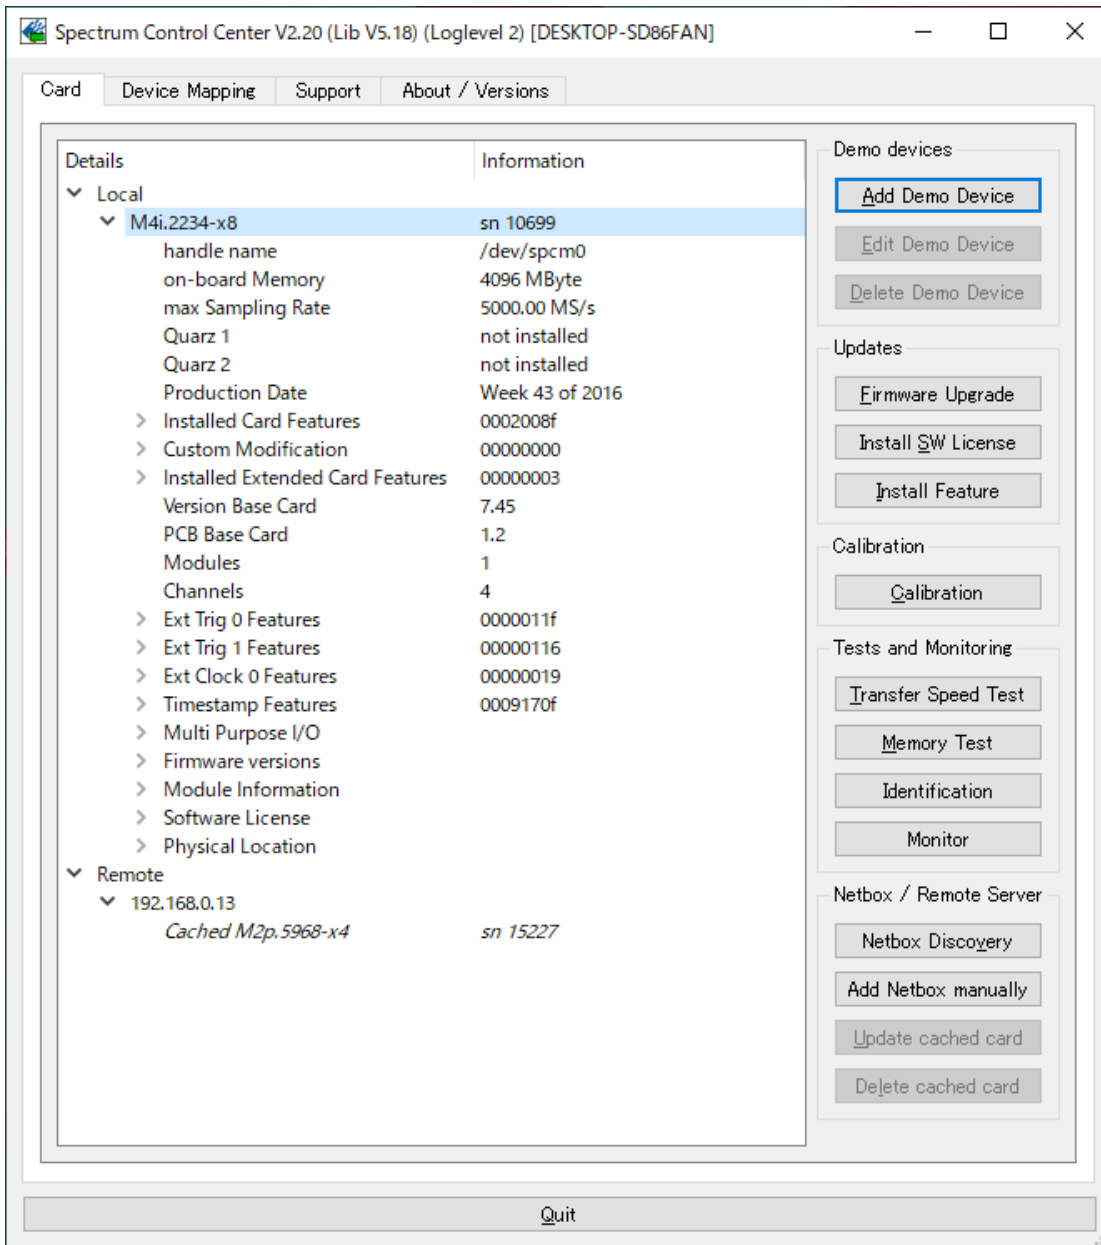 Spectrum Control Center V2.20 (Lib V5.18) (Loglevel 2) [DESKTOP-SD86FAN]
Card Device Mapping Support About / Versions
Details Information
Local
M4i.2234-x8 sn 10699
handle name /dev/spcm0
on-board Memory 4096 MByte
max Sampling Rate 5000.00 MS/s
Quarz 1 not installed
Quarz 2 not installed
Production Date Week 43 of 2016
Installed Card Features 0002008f
Custom Modification 00000000
Installed Extended Card Features 00000003
Version Base Card 7.45
PCB Base Card 1.2
Modules 1
Channels 4
Ext Trig 0 Features 0000011f
Ext Trig 1 Features 00000116
Ext Clock 0 Features 00000019
Timestamp Features 0009170f
Multi Purpose I/O
Firmware versions
Module Information
Software License
Physical Location
Remote
192.168.0.13
Cached M2p.5968-x4 sn 15227
Demo devices
Add Demo Device
Edit Demo Device
Delete Demo Device
Updates
Firmware Upgrade
Install SW License
Install Feature
Calibration
Calibration
Tests and Monitoring
Transfer Speed Test
Memory Test
Identification
Monitor
Netbox / Remote Server
Netbox Discovery
Add Netbox manually
Update cached card
Delete cached card
Quit